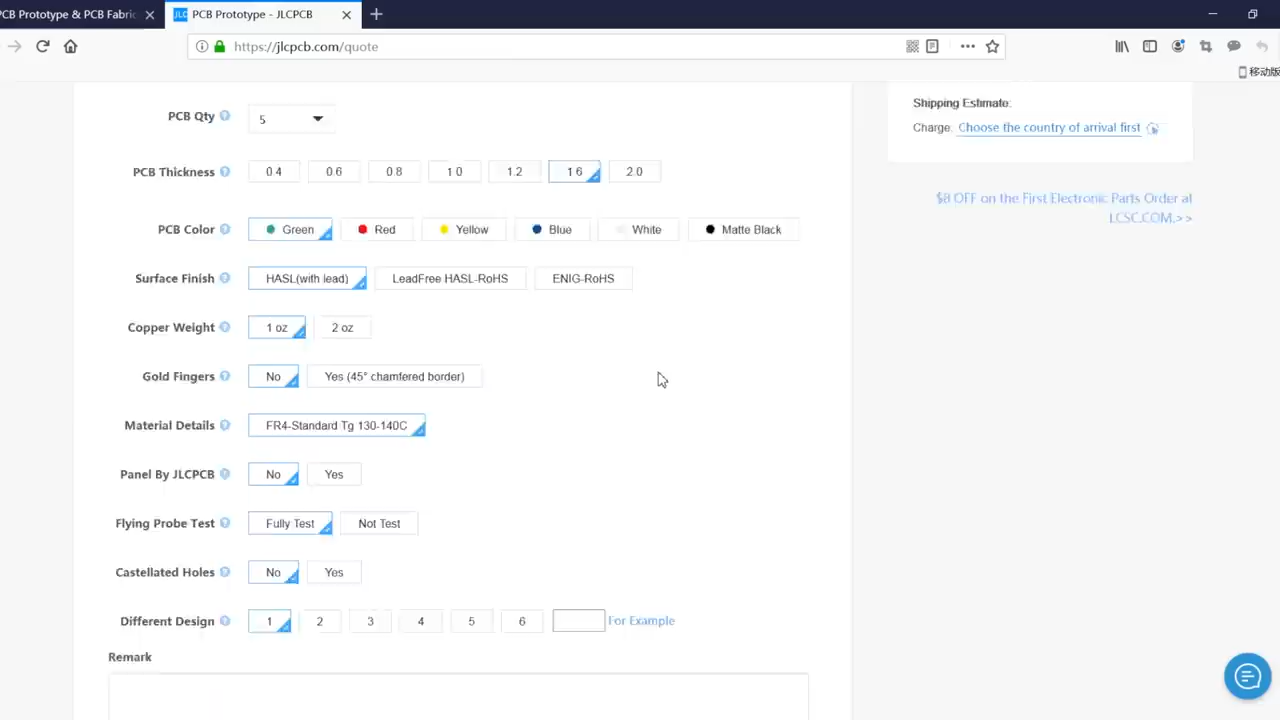 PCB Prototype & PCB Fabric
JLC PCB Prototype - JLCPCB
https://jlcpcb.com/quote
移动版
Shipping Estimate:
Charge: Choose the country of arrival first
$8 OFF on the First Electronic Parts Order at
LCSC.COM.>>
PCB Qty ? 5
PCB Thickness ? 0.4 0.6 0.8 1.0 1.2 1.6 2.0
PCB Color ? Green Red Yellow Blue White Matte Black
Surface Finish ? HASL(with lead) LeadFree HASL-RoHS ENIG-RoHS
Copper Weight ? 1 oz 2 oz
Gold Fingers ? No Yes (45° chamfered border)
Material Details ? FR4-Standard Tg 130-140C
Panel By JLCPCB ? No Yes
Flying Probe Test ? Fully Test Not Test
Castellated Holes ? No Yes
Different Design ? 1 2 3 4 5 6 For Example
Remark